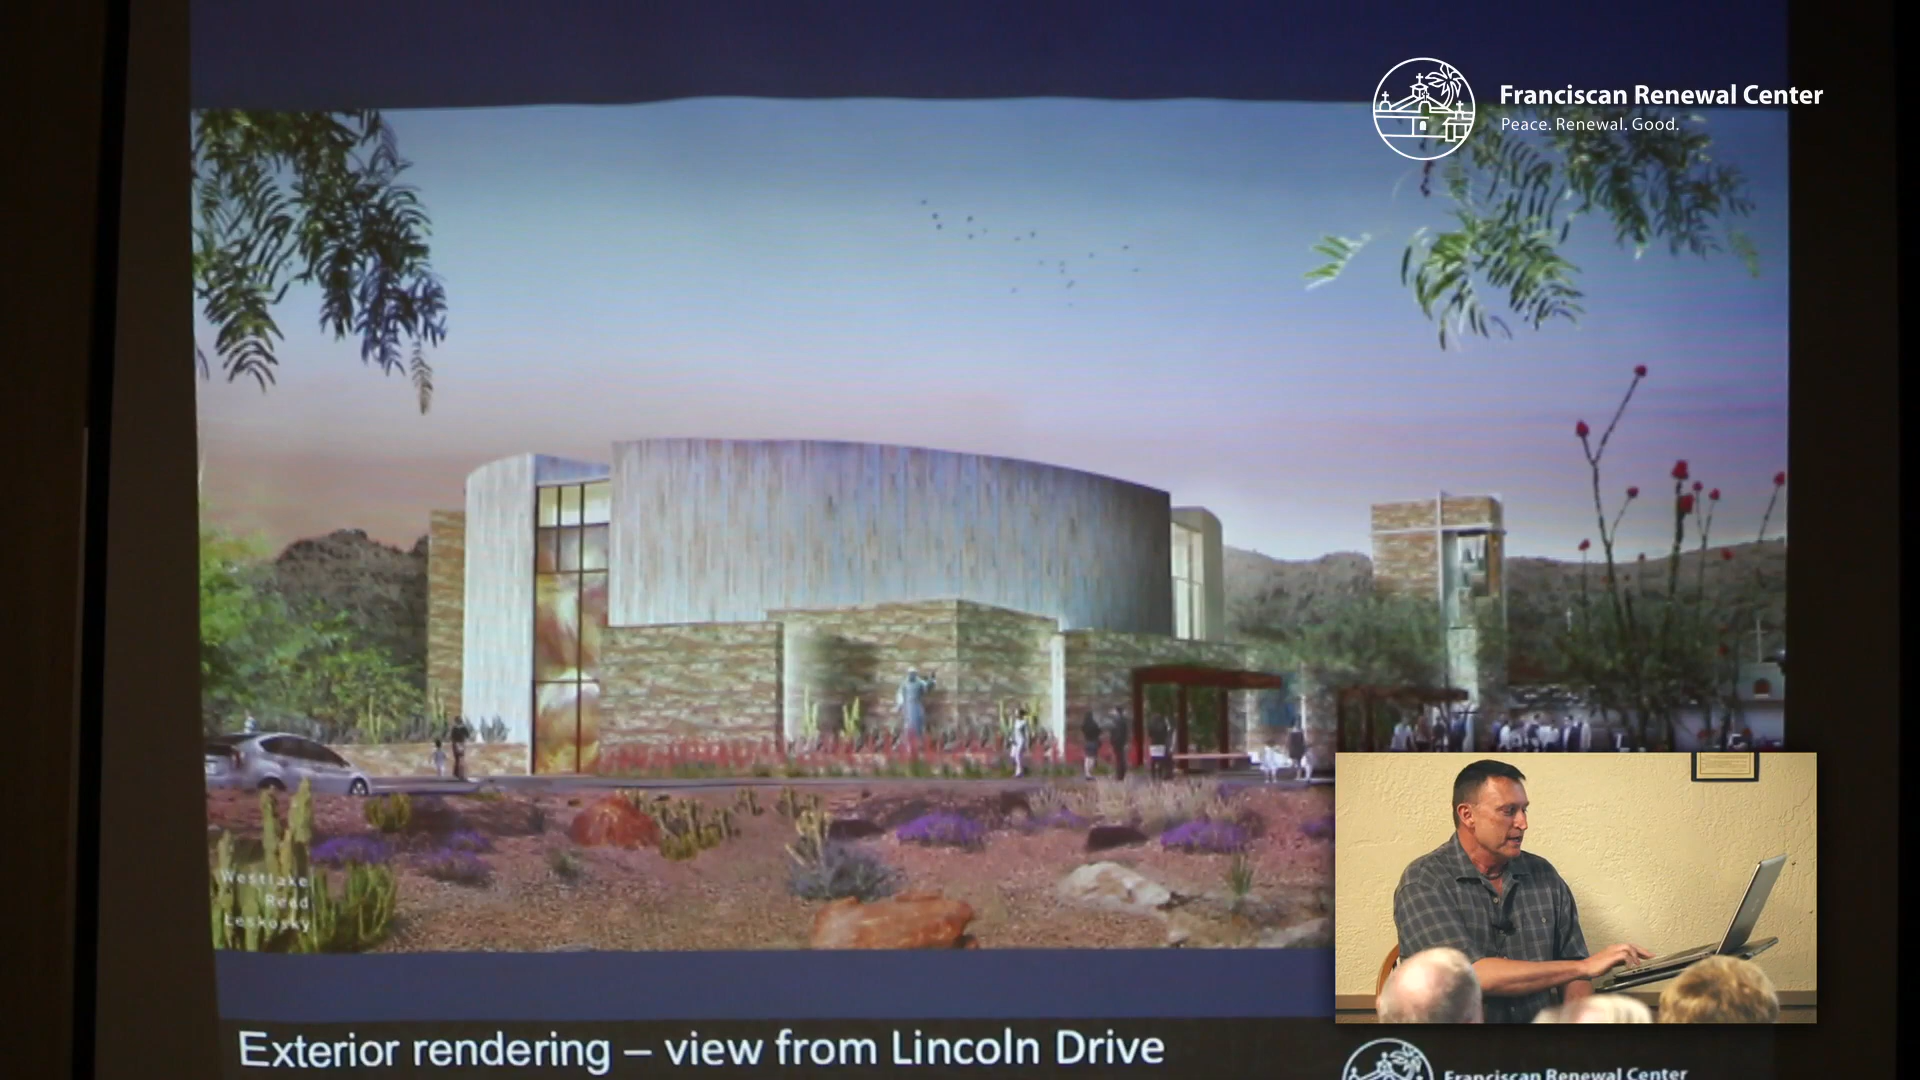 Franciscan Renewal Center
Peace. Renewal. Good.
Westlake
Reed
Leskosky
Exterior rendering – view from Lincoln Drive
Franciscan Renewal Center